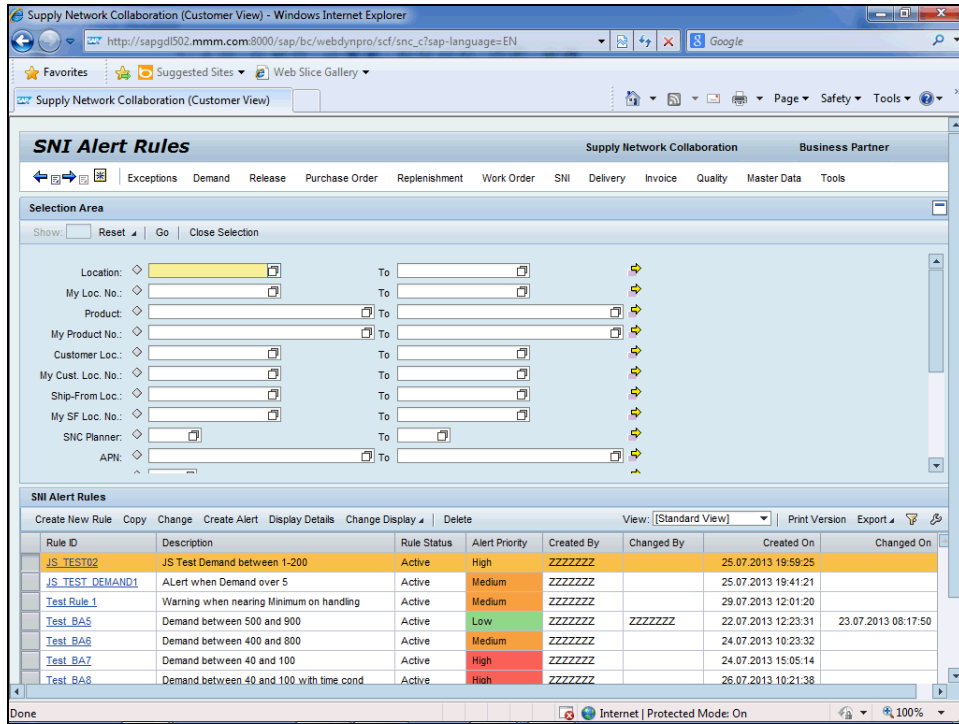 Supply Network Collaboration (Customer View) - Windows Internet Explorer
http://sapgdl502.mmm.com:8000/sap/bc/webdynpro/scf/snc_c?sap-language=EN Google
Favorites Suggested Sites Web Slice Gallery
Supply Network Collaboration (Customer View) Page Safety Tools
SNI Alert Rules Supply Network Collaboration Business Partner
Exceptions Demand Release Purchase Order Replenishment Work Order SNI Delivery Invoice Quality Master Data Tools
Selection Area
Show: Reset Go Close Selection
Location: To
My Loc. No.: To
Product: To
My Product No.: To
Customer Loc.: To
My Cust. Loc. No.: To
Ship-From Loc.: To
My SF Loc. No.: To
SNC Planner: To
APN: To
SNI Alert Rules
Create New Rule Copy Change Create Alert Display Details Change Display Delete View: [Standard View] Print Version Export
Rule ID Description Rule Status Alert Priority Created By Changed By Created On Changed On
JS_TEST02 JS Test Demand between 1-200 Active High ZZZZZZZ 25.07.2013 19:59:25
JS_TEST_DEMAND1 ALert when Demand over 5 Active Medium ZZZZZZZ 25.07.2013 19:41:21
Test Rule 1 Warning when nearing Minimum on handling Active Medium ZZZZZZZ 29.07.2013 12:01:20
Test_BA5 Demand between 500 and 900 Active Low ZZZZZZZ ZZZZZZZ 22.07.2013 12:23:31 23.07.2013 08:17:50
Test_BA6 Demand between 400 and 800 Active Medium ZZZZZZZ 24.07.2013 10:23:32
Test_BA7 Demand between 40 and 100 Active High ZZZZZZZ 24.07.2013 15:05:14
Test_BA8 Demand between 40 and 100 with time cond Active High ZZZZZZZ 26.07.2013 10:21:38
Done Internet | Protected Mode: On 100%